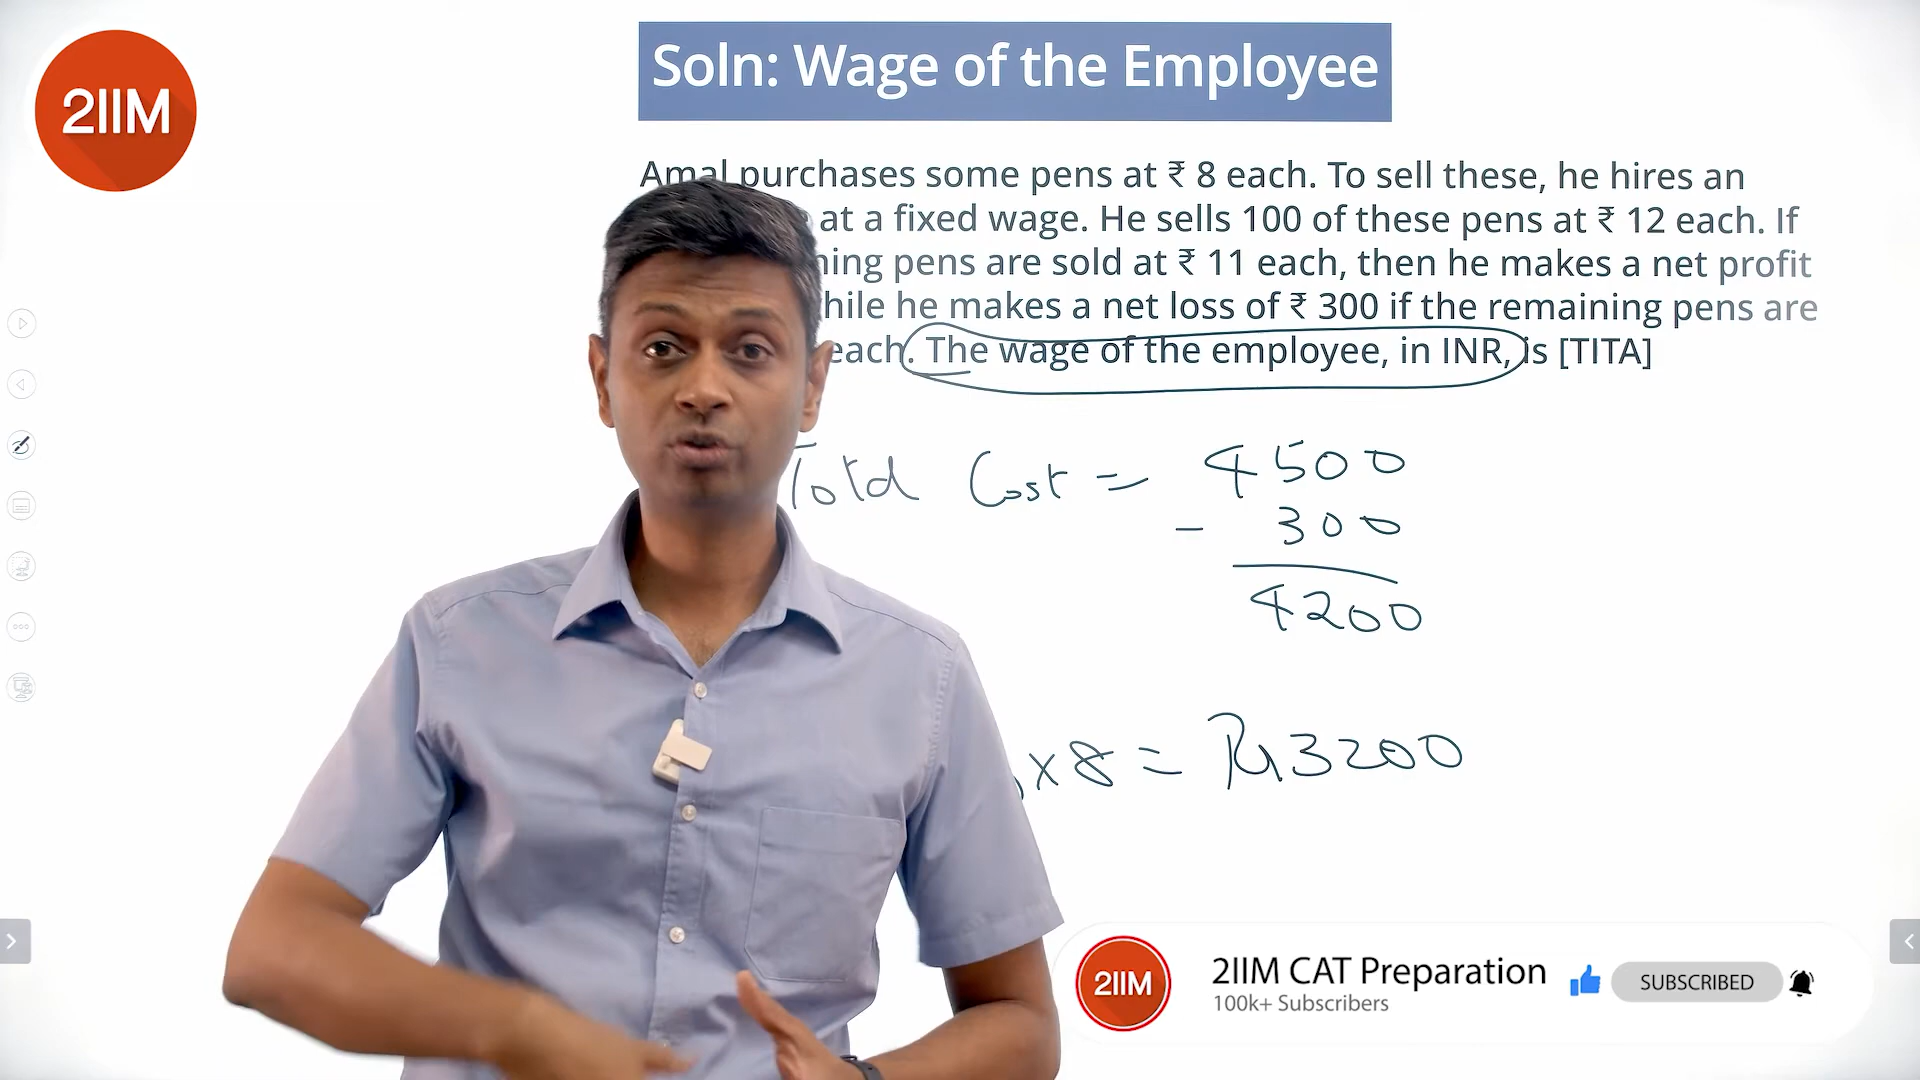 2IIM
Soln: Wage of the Employee
Amal purchases some pens at ₹ 8 each. To sell these, he hires an
at a fixed wage. He sells 100 of these pens at ₹ 12 each. If
pens are sold at ₹ 11 each, then he makes a net profit
he makes a net loss of ₹ 300 if the remaining pens are
each. The wage of the employee, in INR, is [TITA]
Total Cost = 4500
- 300
4200
x 8 = Rs 3200
2IIM
2IIM CAT Preparation
100k+ Subscribers
SUBSCRIBED